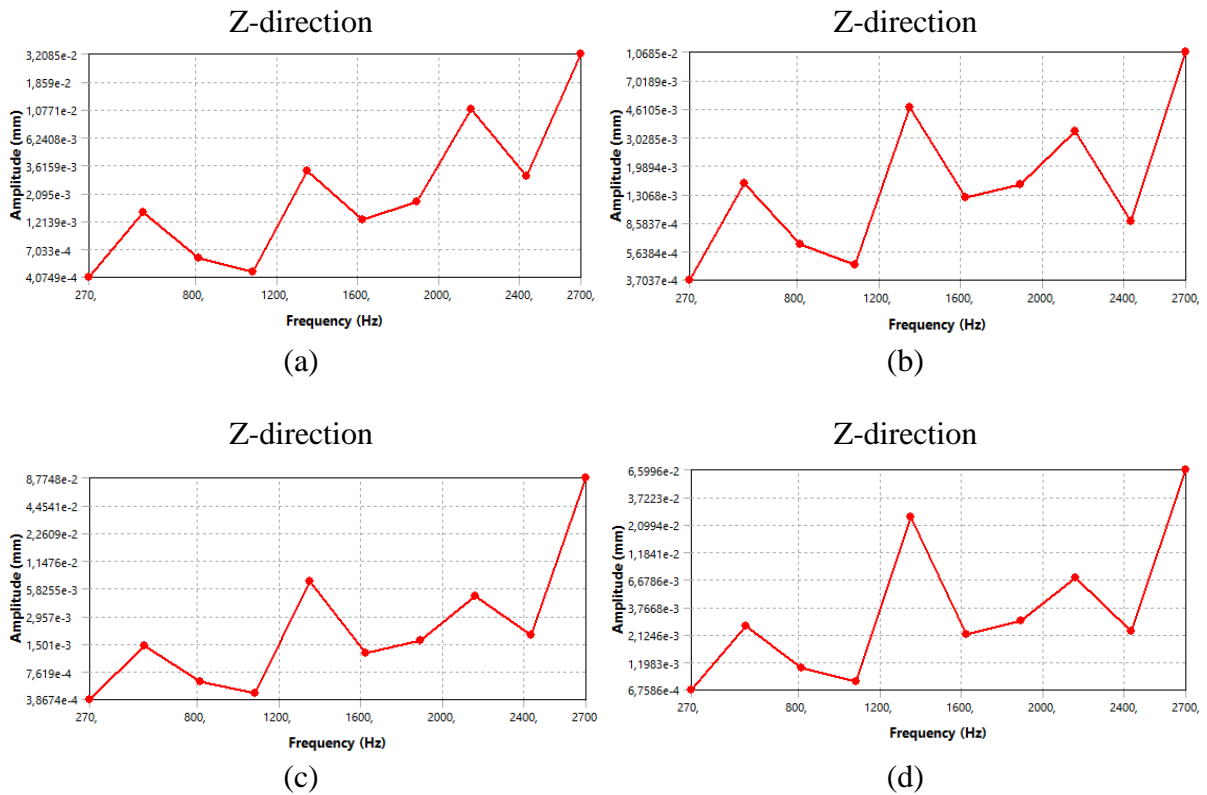 Z-direction
3,2085e-2
1,859e-2
1,0771e-2
6,2408e-3
3,6159e-3
2,095e-3
1,2139e-3
7,033e-4
4,0749e-4
Amplitude (mm)
270, 800, 1200, 1600, 2000, 2400, 2700,
Frequency (Hz)
(a)
Z-direction
1,0685e-2
7,0189e-3
4,6105e-3
3,0285e-3
1,9894e-3
1,0068e-3
8,5837e-4
5,6384e-4
3,7037e-4
Amplitude (mm)
270, 800, 1200, 1600, 2000, 2400, 2700,
Frequency (Hz)
(b)
Z-direction
8,7748e-2
4,4541e-2
2,2609e-2
1,1476e-2
5,8255e-3
2,957e-3
1,501e-3
7,619e-4
3,8674e-4
Amplitude (mm)
270, 800, 1200, 1600, 2000, 2400, 2700
Frequency (Hz)
(c)
Z-direction
6,5996e-2
3,7223e-2
2,0994e-2
1,1841e-2
6,6786e-3
3,7668e-3
2,1246e-3
1,1983e-3
6,7586e-4
Amplitude (mm)
270, 800, 1200, 1600, 2000, 2400, 2700,
Frequency (Hz)
(d)